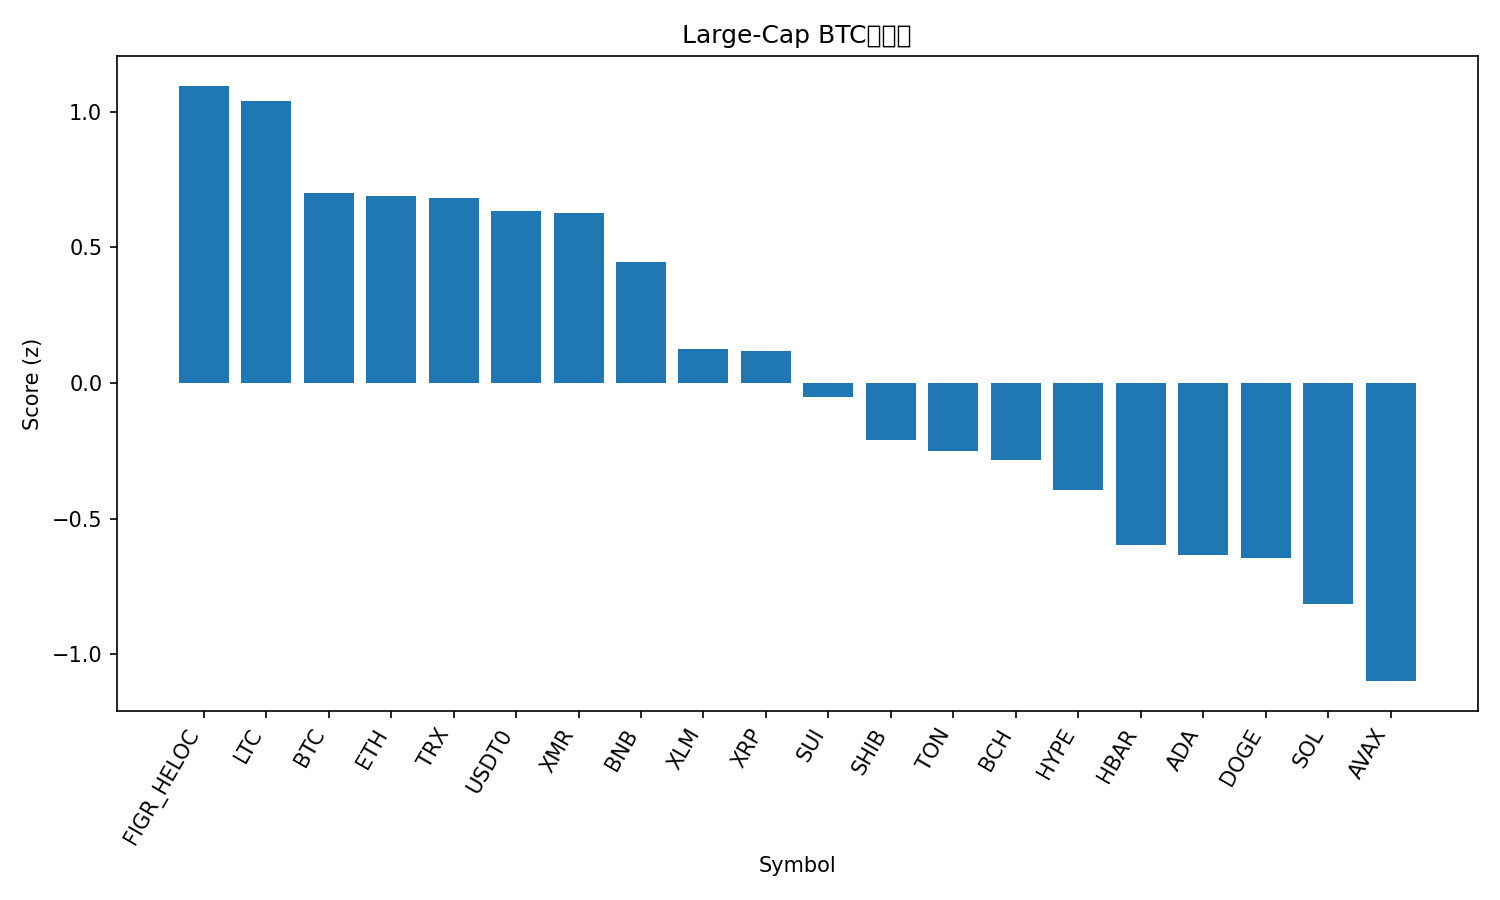 Large-Cap BTC
Score (z)
1.0
0.5
0.0
−0.5
−1.0
FIGR_HELOC
LTC
BTC
ETH
TRX
USDT0
XMR
BNB
XLM
XRP
SUI
SHIB
TON
BCH
HYPE
HBAR
ADA
DOGE
SOL
AVAX
Symbol